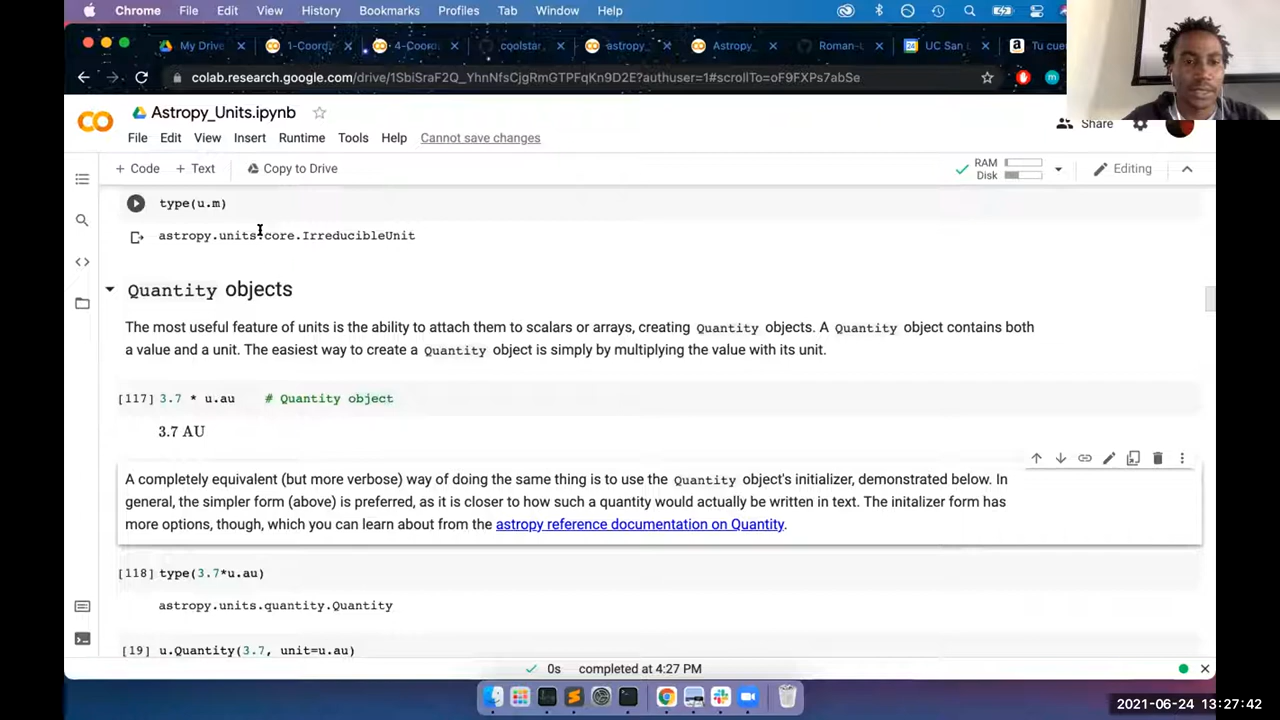 Chrome File Edit View History Bookmarks Profiles Tab Window Help
My Drive 1-Coordi 4-Coordi coolstar_ astropy_ Astropy_ Roman-U UC San Tu cuen
colab.research.google.com/drive/1SbiSraF2Q_YhnNfsCjgRmGTPFqKn9D2E?authuser=1#scrollTo=oF9FXPs7abSe
Astropy_Units.ipynb
File Edit View Insert Runtime Tools Help Cannot save changes
Share
+ Code + Text Copy to Drive
RAM
Disk
Editing
type(u.m)
astropy.units.core.IrreducibleUnit
Quantity objects
The most useful feature of units is the ability to attach them to scalars or arrays, creating Quantity objects. A Quantity object contains both
a value and a unit. The easiest way to create a Quantity object is simply by multiplying the value with its unit.
[117] 3.7 * u.au # Quantity object
3.7 AU
A completely equivalent (but more verbose) way of doing the same thing is to use the Quantity object's initializer, demonstrated below. In
general, the simpler form (above) is preferred, as it is closer to how such a quantity would actually be written in text. The initalizer form has
more options, though, which you can learn about from the astropy reference documentation on Quantity.
[118] type(3.7*u.au)
astropy.units.quantity.Quantity
[19] u.Quantity(3.7, unit=u.au)
0s completed at 4:27 PM
2021-06-24 13:27:42